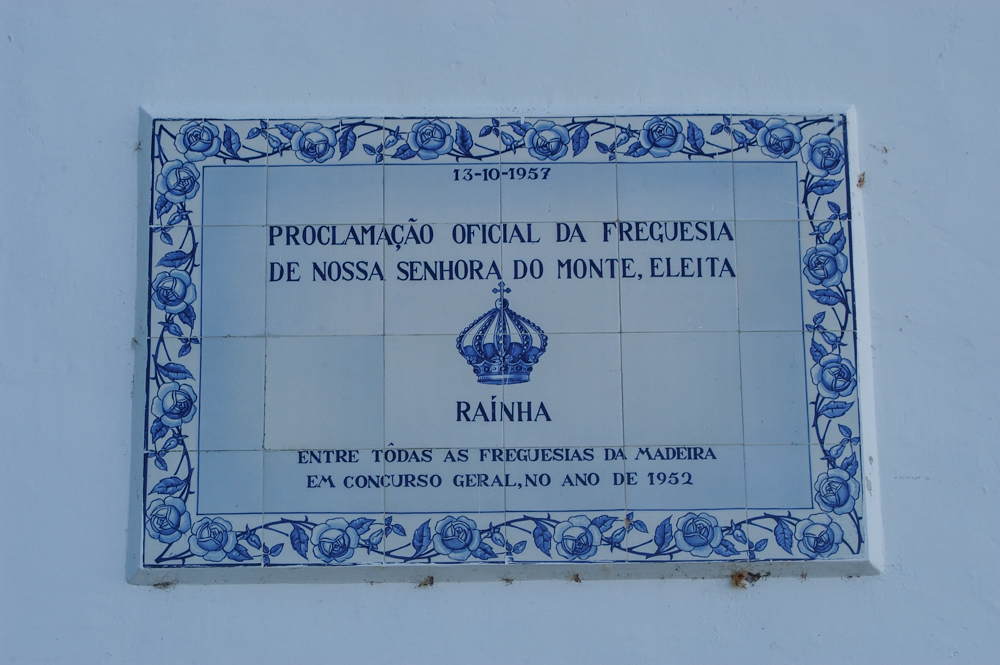 13-10-1957
PROCLAMAÇÃO OFICIAL DA FREGUESIA
DE NOSSA SENHORA DO MONTE, ELEITA
RAÍNHA
ENTRE TÔDAS AS FREGUESIAS DA MADEIRA
EM CONCURSO GERAL, NO ANO DE 1952